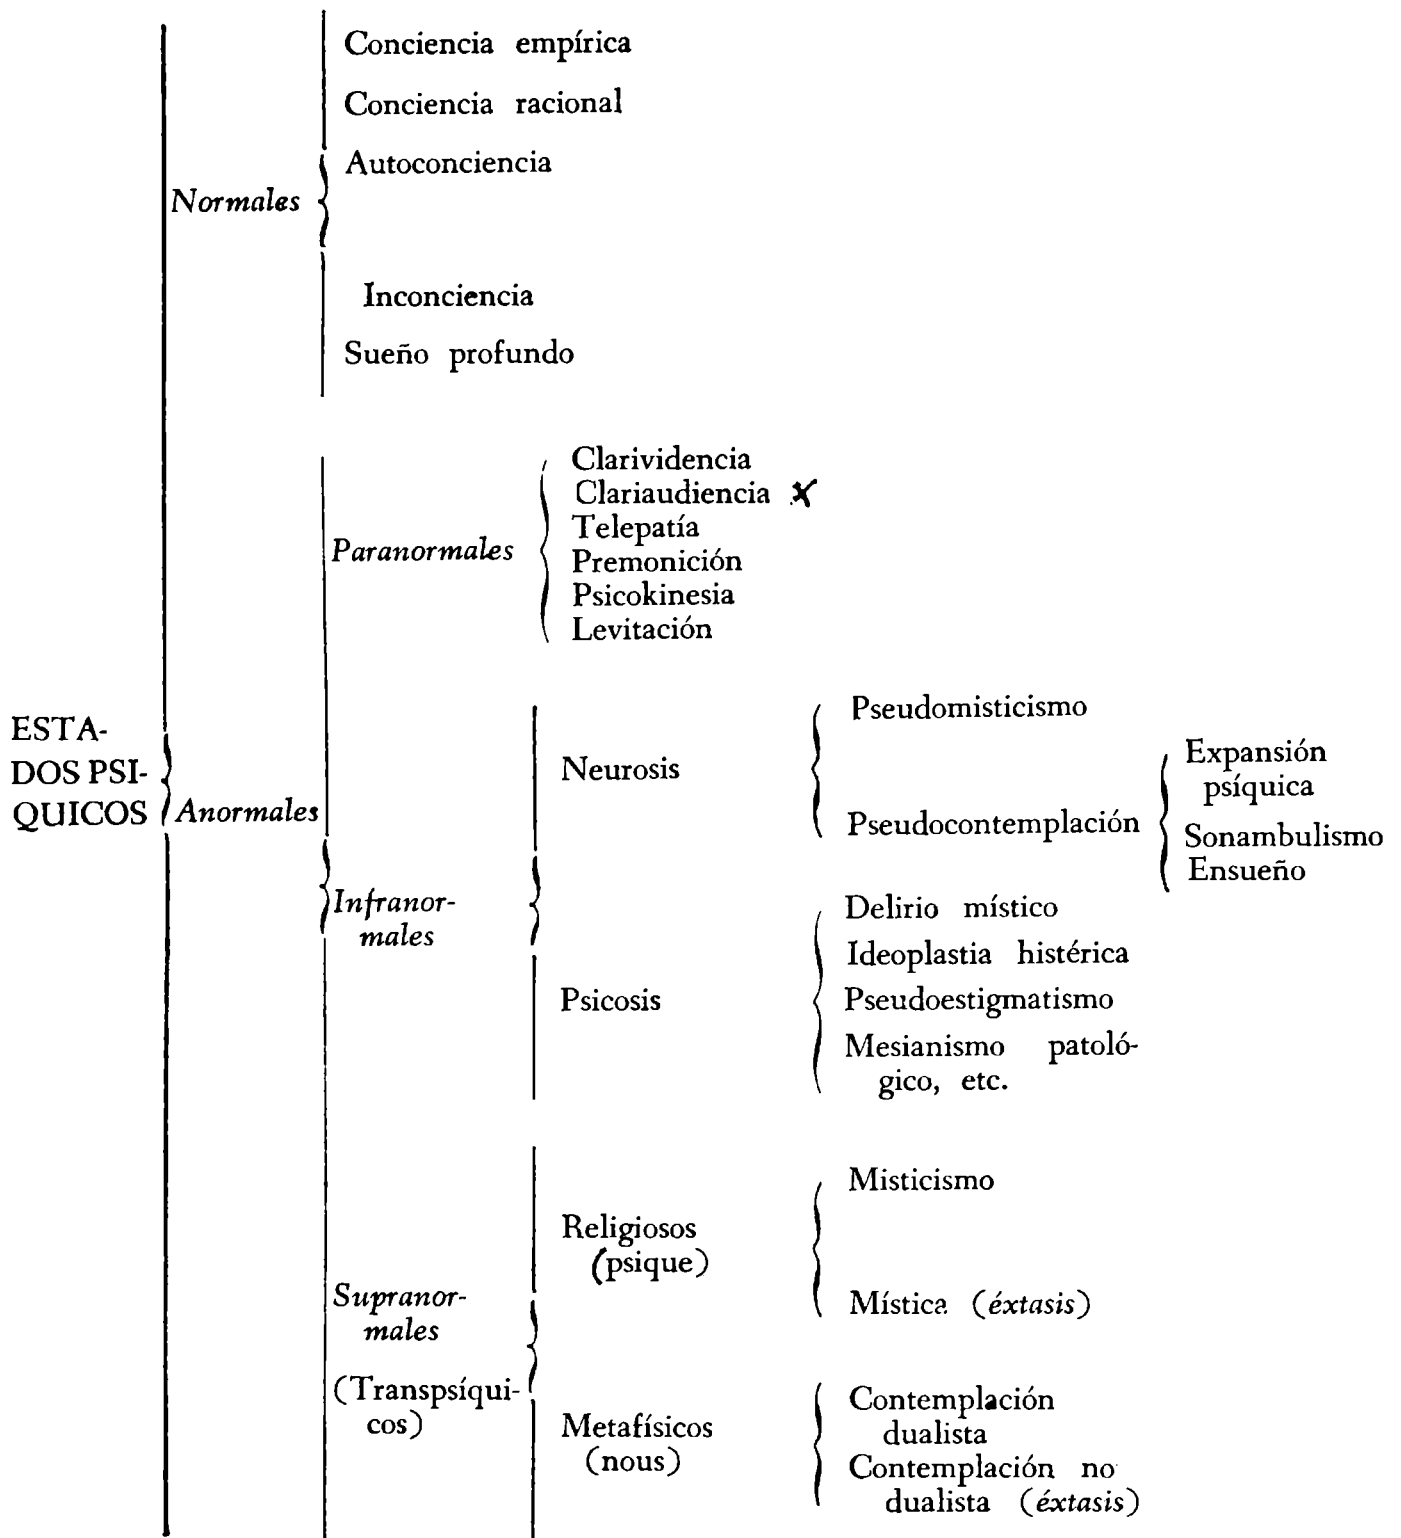 Conciencia empírica
Conciencia racional
Autoconciencia
Normales
Inconciencia
Sueño profundo
Clarividencia
Clariaudiencia
Telepatía
Paranormales
Premonición
Psicokinesia
Levitación
ESTA-
DOS PSI-
QUICOS
Anormales
Infranor-
males
Neurosis
Pseudomisticismo
Pseudocontemplación
Expansión
psíquica
Sonambulismo
Ensueño
Psicosis
Delirio místico
Ideoplastia histérica
Pseudoestigmatismo
Mesianismo patoló-
gico, etc.
Supranor-
males
(Transpsíqui-
cos)
Religiosos
(psique)
Misticismo
Mística (éxtasis)
Metafísicos
(nous)
Contemplación
dualista
Contemplación no
dualista (éxtasis)